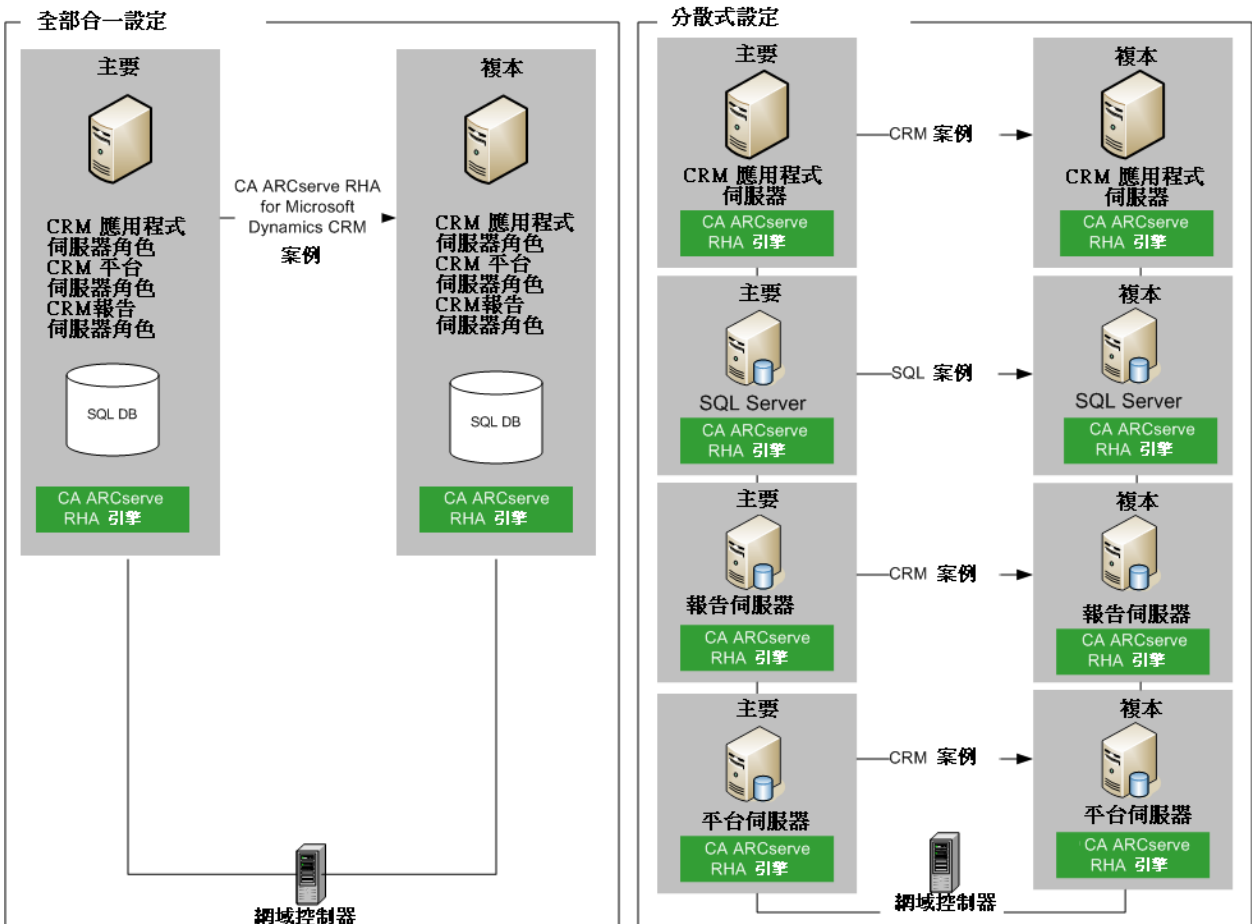 全部合一設定
主要
CRM 應用程式
伺服器角色
CRM 平台
伺服器角色
CRM報告
伺服器角色
SQL DB
CA ARCserve
RHA 引擎
CA ARCserve RHA
for Microsoft
Dynamics CRM
案例
複本
CRM 應用程式
伺服器角色
CRM 平台
伺服器角色
CRM報告
伺服器角色
SQL DB
CA ARCserve
RHA 引擎
網域控制器
分散式設定
主要
CRM 應用程式
伺服器
CA ARCserve
RHA 引擎
CRM 案例
複本
CRM 應用程式
伺服器
CA ARCserve
RHA 引擎
主要
SQL Server
CA ARCserve
RHA 引擎
SQL 案例
複本
SQL Server
CA ARCserve
RHA 引擎
主要
報告伺服器
CA ARCserve
RHA 引擎
CRM 案例
複本
報告伺服器
CA ARCserve
RHA 引擎
主要
平台伺服器
CA ARCserve
RHA 引擎
CRM 案例
複本
平台伺服器
CA ARCserve
RHA 引擎
網域控制器